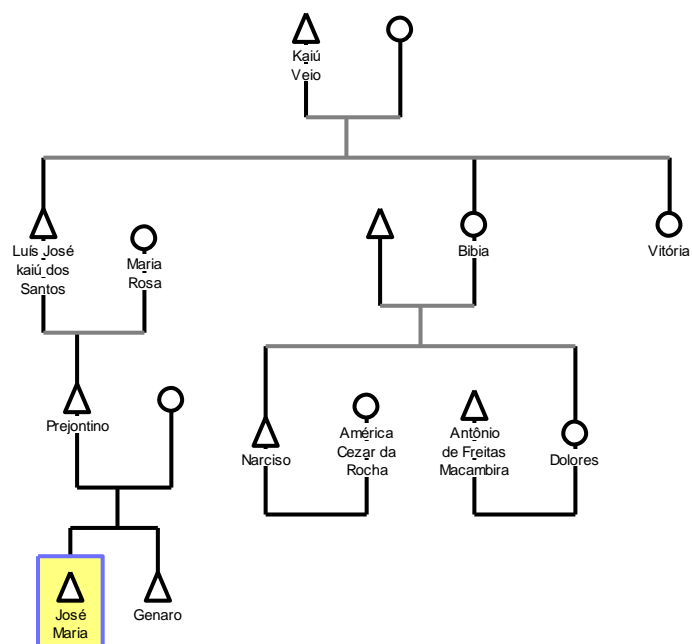 Kaiú
Veio
Luís José
kaiú dos
Santos
Maria
Rosa
Bibia
Vitória
Prejontino
Narciso
América
Cezar da
Rocha
Antônio
de Freitas
Macambira
Dolores
José
Maria
Genaro